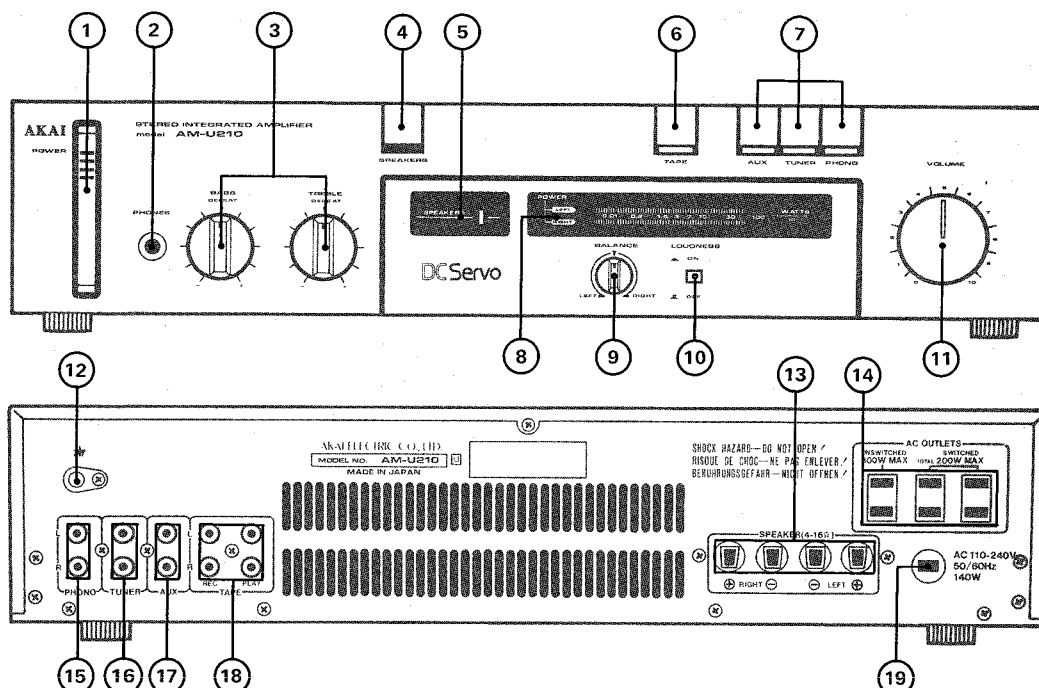 1 2 3 4 5 6 7
AKAI
STEREO INTEGRATED AMPLIFIER
model AM-U210
POWER
SPEAKERS
TAPE
AUX TUNER PHONO
VOLUME
BASS
DEFEAT
TREBLE
DEFEAT
PHONES
SPEAKERS
POWER
LEFT
RIGHT
WATTS
BALANCE
LOUDNESS
ON
OFF
LEFT RIGHT
DC Servo
0 10
8 9 10 11
12 13 14
AKAI ELECTRIC CO., LTD.
MODEL NO. AM-U210
MADE IN JAPAN
SHOCK HAZARD—DO NOT OPEN!
RISQUE DE CHOC—NE PAS ENLEVER!
BERÜHRUNGSGEFAHR—NICHT ÖFFNEN!
AC OUTLETS
UNSWITCHED SWITCHED
MAX TOTAL 200W MAX
SPEAKER(4-16Ω)
⊕ RIGHT ⊖ ⊖ LEFT ⊕
AC 110-240V
50/60Hz
140W
L L
R R
REC PLAY
PHONO TUNER AUX TAPE
15 16 17 18 19